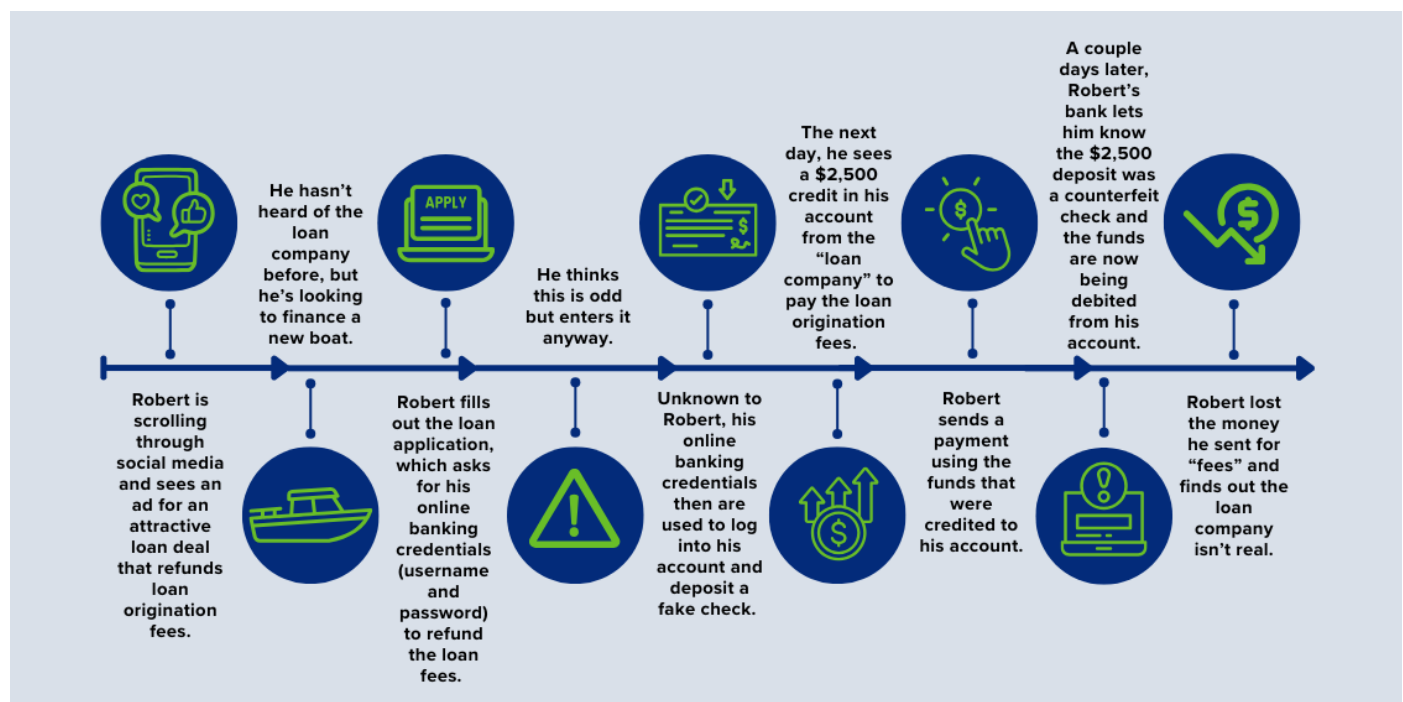 Robert is
scrolling
through
social media
and sees an
ad for an
attractive
loan deal
that refunds
loan
origination
fees.
He hasn’t
heard of the
loan
company
before, but
he’s looking
to finance a
new boat.
APPLY
Robert fills
out the loan
application,
which asks
for his
online
banking
credentials
(username
and
password)
to refund
the loan
fees.
He thinks
this is odd
but enters it
anyway.
$
Unknown to
Robert, his
online
banking
credentials
then are
used to log
into his
account and
deposit a
fake check.
The next
day, he sees
a $2,500
credit in his
account
from the
“loan
company” to
pay the loan
origination
fees.
$
$
Robert
sends a
payment
using the
funds that
were
credited to
his account.
A couple
days later,
Robert’s
bank lets
him know
the $2,500
deposit was
a counterfeit
check and
the funds
are now
being
debited
from his
account.
!
$
Robert lost
the money
he sent for
“fees” and
finds out the
loan
company
isn’t real.